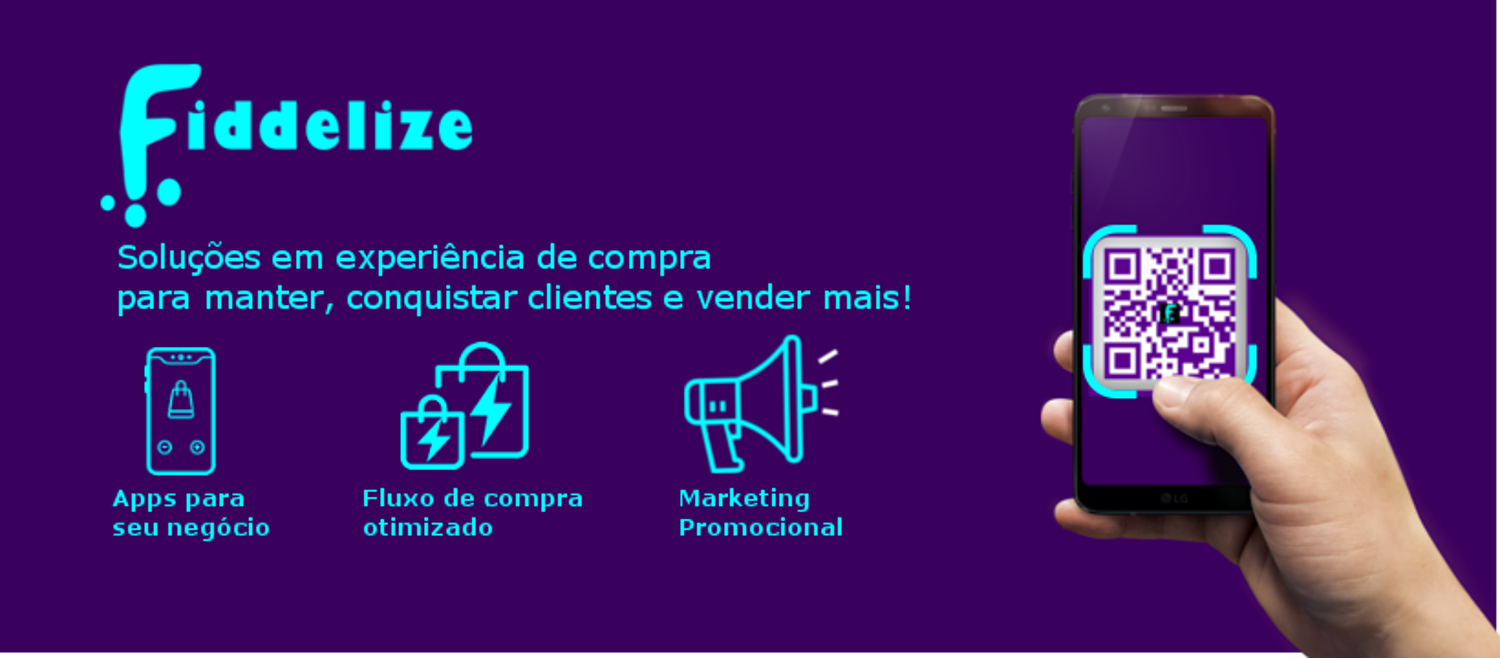 Fiddelize
Soluções em experiência de compra
para manter, conquistar clientes e vender mais!
Apps para
seu negócio
Fluxo de compra
otimizado
Marketing
Promocional
LG
F